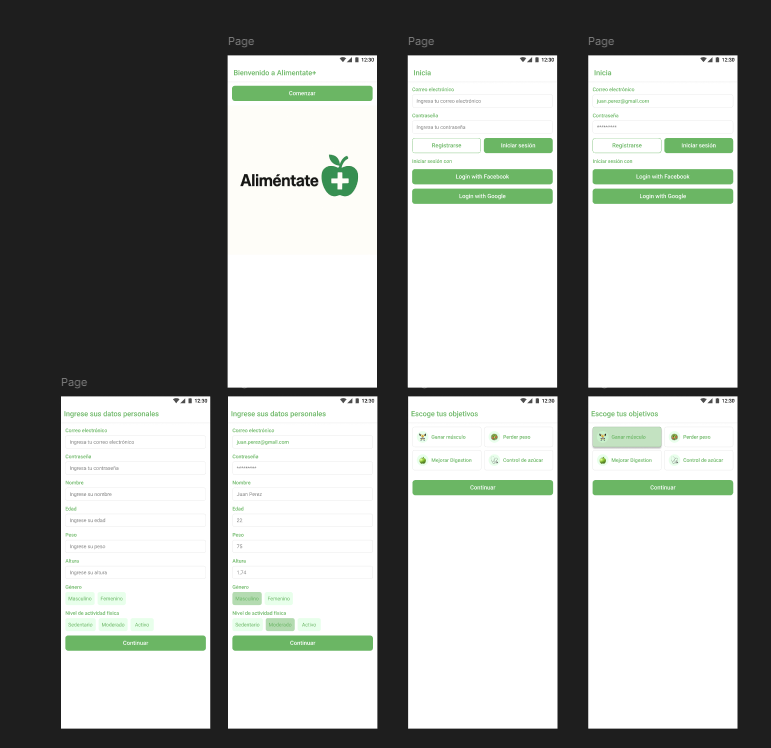 Page
12:30
Bienvenido a Alimentate+
Comenzar
Aliméntate
Page
12:30
Inicia
Correo electrónico
Ingresa tu correo electrónico
Contraseña
Ingresa tu contraseña
Registrarse
Iniciar sesión
Iniciar sesión con
Login with Facebook
Login with Google
Page
12:30
Inicia
Correo electrónico
juan.perez@gmail.com
Contraseña
*********
Registrarse
Iniciar sesión
Iniciar sesión con
Login with Facebook
Login with Google
Page
12:30
Ingrese sus datos personales
Correo electrónico
Ingresa tu correo electrónico
Contraseña
Ingresa tu contraseña
Nombre
Ingrese su nombre
Edad
Ingrese su edad
Peso
Ingrese su peso
Altura
Ingrese su altura
Género
Masculino
Femenino
Nivel de actividad física
Sedentario
Moderado
Activo
Continuar
12:30
Ingrese sus datos personales
Correo electrónico
juan.perez@gmail.com
Contraseña
*********
Nombre
Juan Perez
Edad
22
Peso
70
Altura
1,74
Género
Masculino
Femenino
Nivel de actividad física
Sedentario
Moderado
Activo
Continuar
12:30
Escoge tus objetivos
Ganar músculo
Perder peso
Mejorar Digestion
Control de azúcar
Continuar
12:30
Escoge tus objetivos
Ganar músculo
Perder peso
Mejorar Digestion
Control de azúcar
Continuar